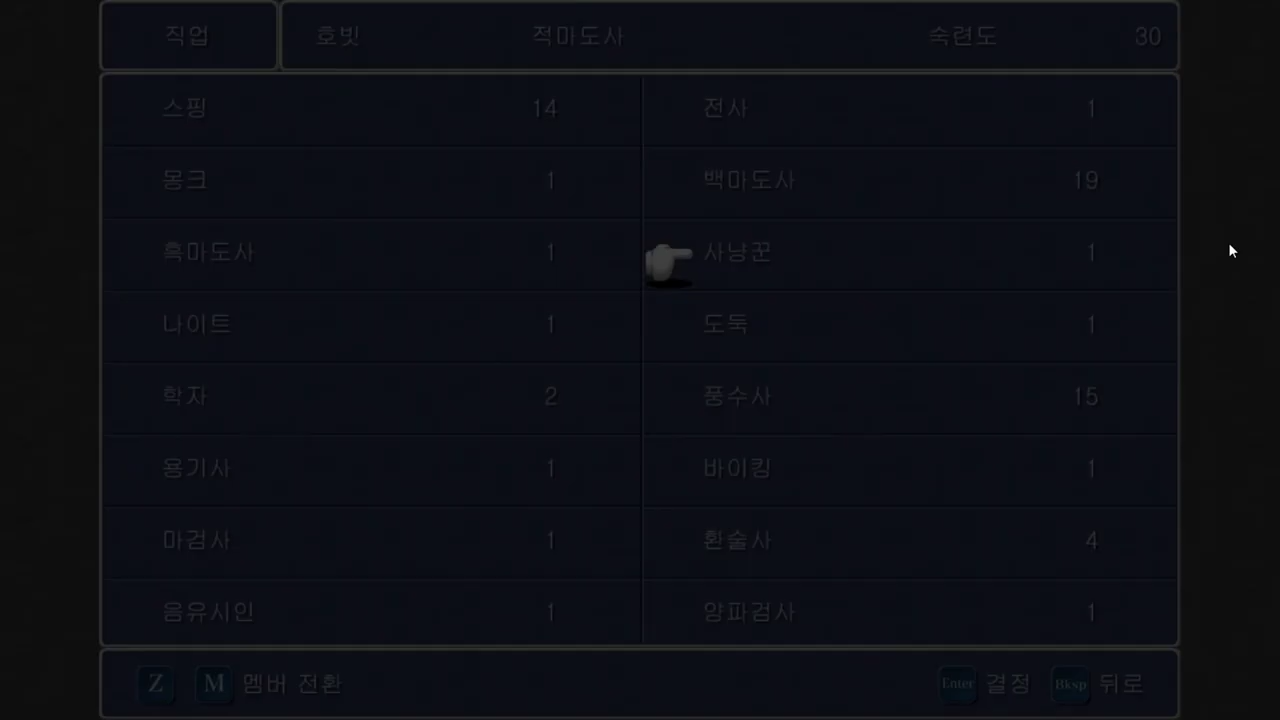 직업 호빗 적마도사 숙련도 30
스핑 14 전사 1
몽크 1 백마도사 19
흑마도사 1 사냥꾼 1
나이트 1 도둑 1
학자 2 풍수사 15
용기사 1 바이킹 1
마검사 1 환술사 4
음유시인 1 양파검사 1
Z M 멤버 전환 Enter 결정 Bksp 뒤로